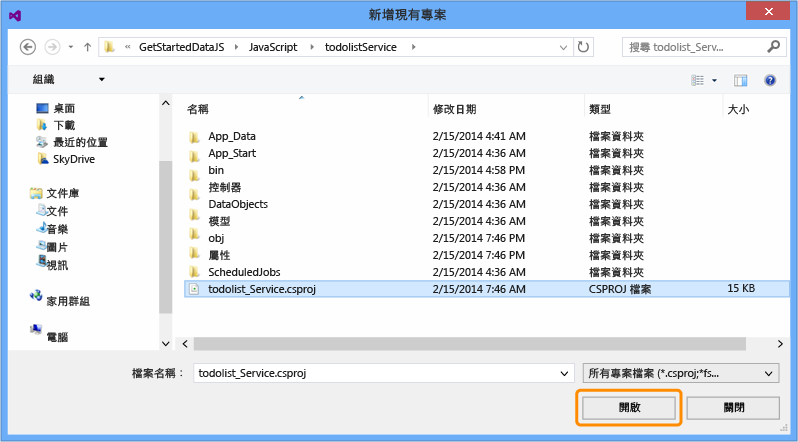 新增現有專案
« GetStartedDataJS JavaScript todolistService 搜尋 todolist_Serv...
組織
名稱 修改日期 類型 大小
桌面
下載
最近的位置
SkyDrive
文件庫
文件
音樂
圖片
視訊
家用群組
電腦
App_Data 2/15/2014 4:41 AM 檔案資料夾
App_Start 2/15/2014 4:36 AM 檔案資料夾
bin 2/15/2014 4:58 PM 檔案資料夾
控制器 2/15/2014 4:36 AM 檔案資料夾
DataObjects 2/15/2014 4:36 AM 檔案資料夾
模型 2/15/2014 4:36 AM 檔案資料夾
obj 2/15/2014 7:46 PM 檔案資料夾
屬性 2/15/2014 7:46 PM 檔案資料夾
ScheduledJobs 2/15/2014 4:36 AM 檔案資料夾
todolist_Service.csproj 2/15/2014 7:46 AM CSPROJ 檔案 15 KB
檔案名稱： todolist_Service.csproj 所有專案檔案 (*.csproj;*fs...
開啟 關閉